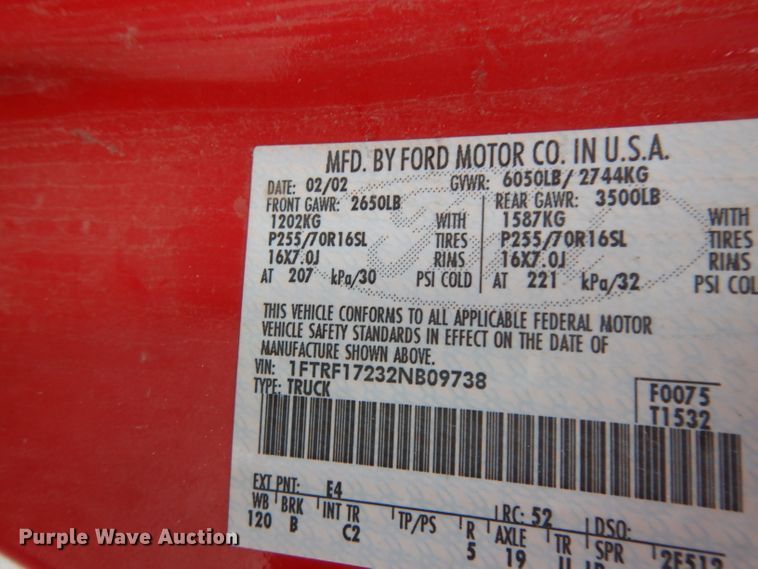 MFD. BY FORD MOTOR CO. IN U.S.A.
DATE: 02/02 GVWR: 6050LB/ 2744KG
FRONT GAWR: 2650LB REAR GAWR: 3500LB
1202KG WITH 1587KG WITH
P255/70R16SL TIRES P255/70R16SL TIRES
16X7.0J RIMS 16X7.0J RIMS
AT 207 kPa/30 PSI COLD AT 221 kPa/32 PSI COL
THIS VEHICLE CONFORMS TO ALL APPLICABLE FEDERAL MOTOR
VEHICLE SAFETY STANDARDS IN EFFECT ON THE DATE OF
MANUFACTURE SHOWN ABOVE.
VIN: 1FTRF17232NB09738
TYPE: TRUCK
F0075
T1532
EXT PNT: E4 RC: 52 DSO:
WB BRK INT TR TP/PS R AXLE TR SPR
120 B C2 5 19 2F512
Purple Wave Auction